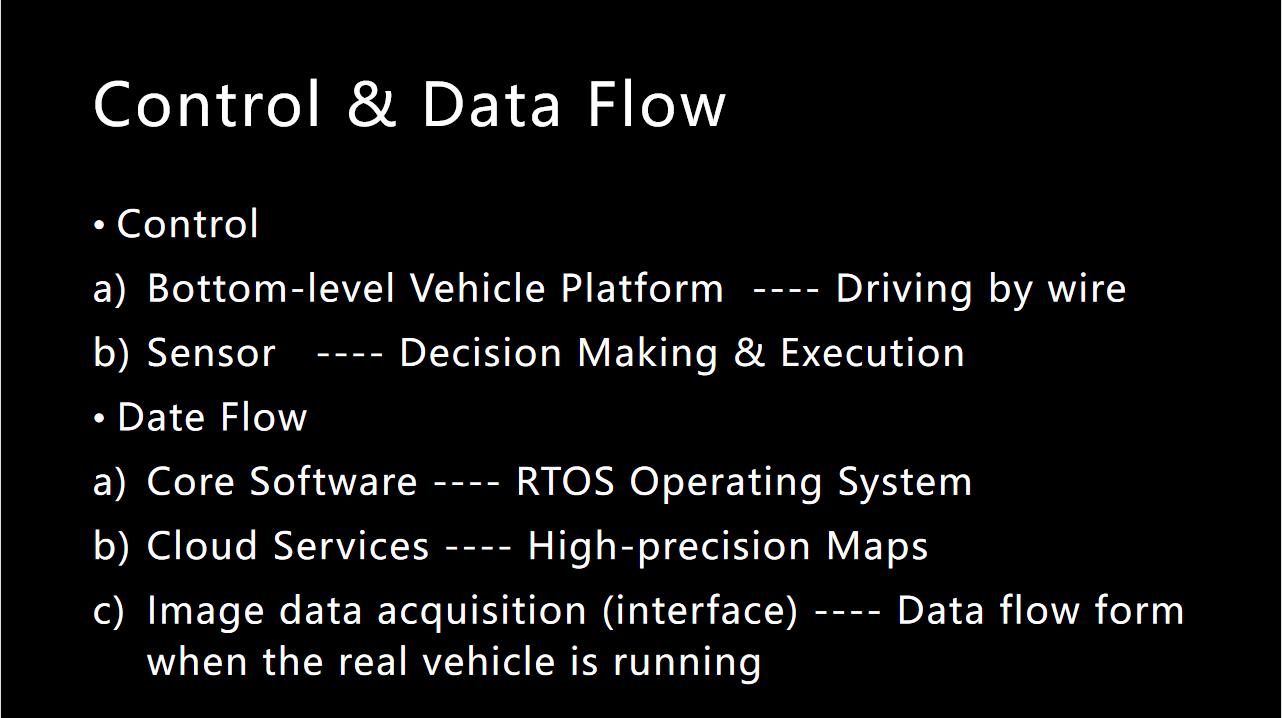 Control & Data Flow
• Control
a) Bottom-level Vehicle Platform ---- Driving by wire
b) Sensor ---- Decision Making & Execution
• Date Flow
a) Core Software ---- RTOS Operating System
b) Cloud Services ---- High-precision Maps
c) Image data acquisition (interface) ---- Data flow form
when the real vehicle is running